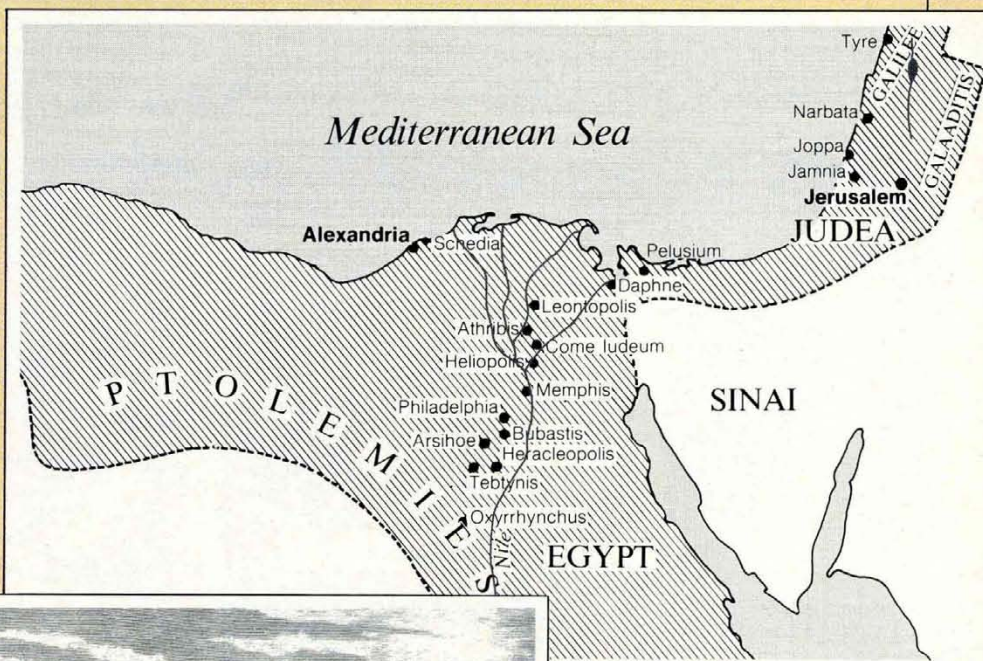 Tyre
GALILEE
GALAADITIS
Narbata
Joppa
Jamnia
Jerusalem
JUDEA
Mediterranean Sea
Alexandria
Schedia
Pelusium
Daphne
Leontopolis
Athribis
Come Iudeum
Heliopolis
Memphis
SINAI
Philadelphia
Bubastis
Arsihoe
Heracleopolis
Tebtynis
Oxyrrhynchus
PTOLEMIES
Nile
EGYPT